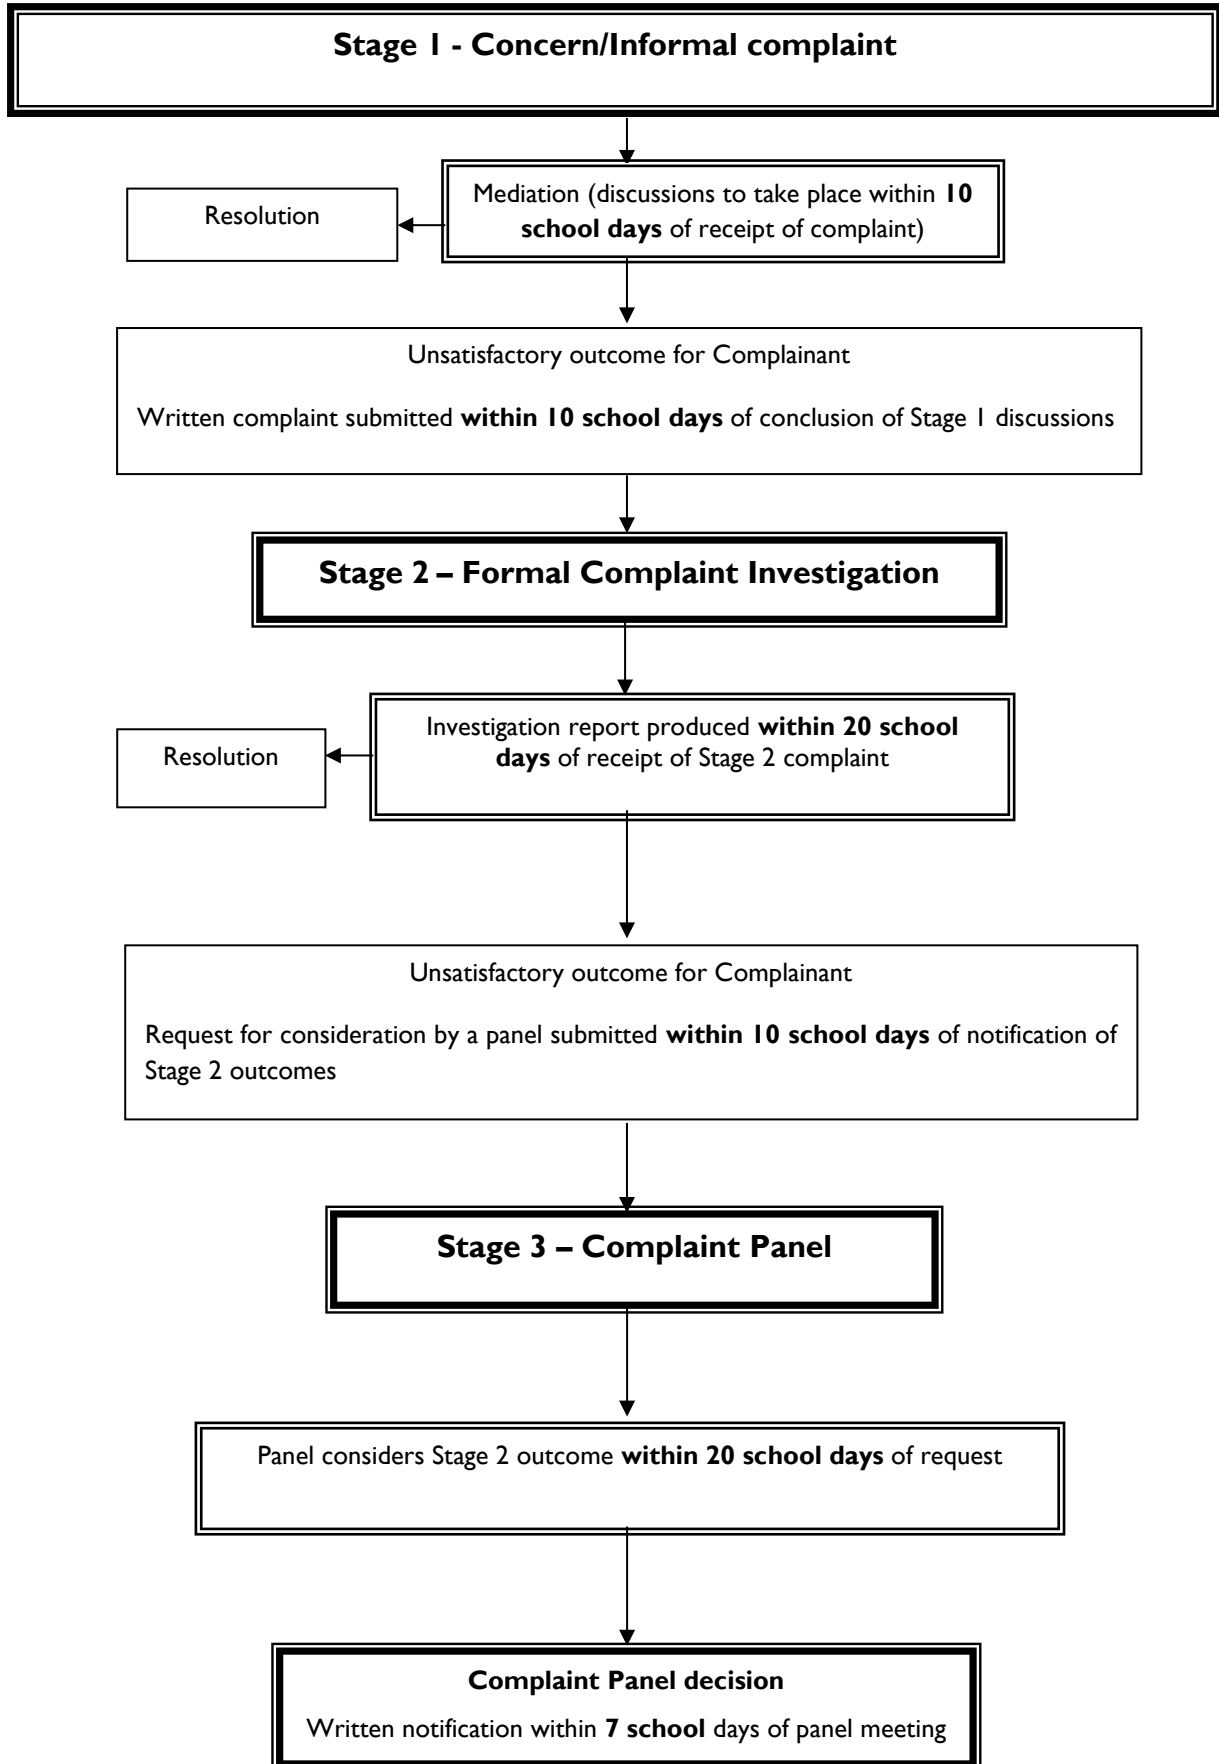 Stage 1 - Concern/Informal complaint
Mediation (discussions to take place within 10
school days of receipt of complaint)
Resolution
Unsatisfactory outcome for Complainant
Written complaint submitted within 10 school days of conclusion of Stage 1 discussions
Stage 2 – Formal Complaint Investigation
Investigation report produced within 20 school
days of receipt of Stage 2 complaint
Resolution
Unsatisfactory outcome for Complainant
Request for consideration by a panel submitted within 10 school days of notification of
Stage 2 outcomes
Stage 3 – Complaint Panel
Panel considers Stage 2 outcome within 20 school days of request
Complaint Panel decision
Written notification within 7 school days of panel meeting